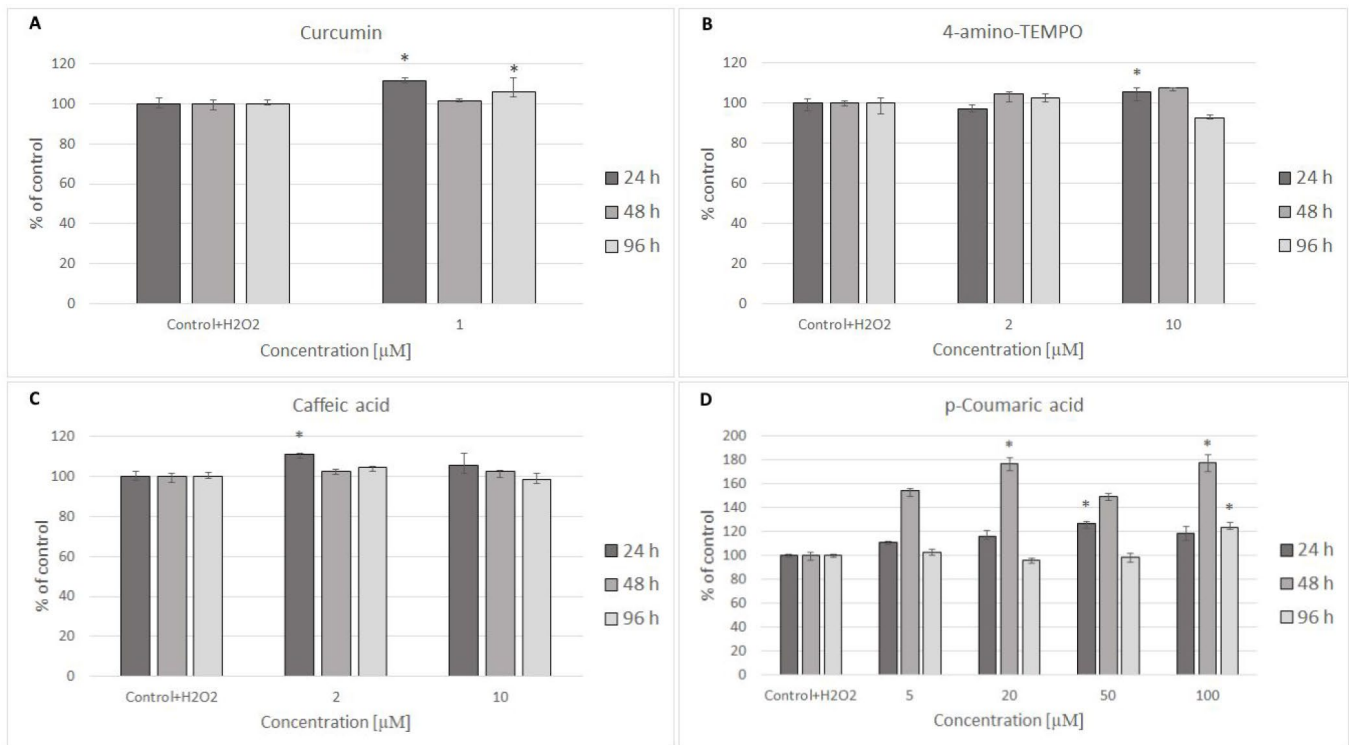 A
Curcumin
*
*
120
100
80
60
40
20
0
% of control
Control+H2O2
1
Concentration [µM]
24 h
48 h
96 h
B
4-amino-TEMPO
*
120
100
80
60
40
20
0
% control
Control+H2O2
2
10
Concentration [µM]
24 h
48 h
96 h
C
Caffeic acid
*
120
100
80
60
40
20
0
% of control
Control+H2O2
2
10
Concentration [µM]
24 h
48 h
96 h
D
p-Coumaric acid
*
*
*
*
200
180
160
140
120
100
80
60
40
20
0
% of control
Control+H2O2
5
20
50
100
Concentration [µM]
24 h
48 h
96 h